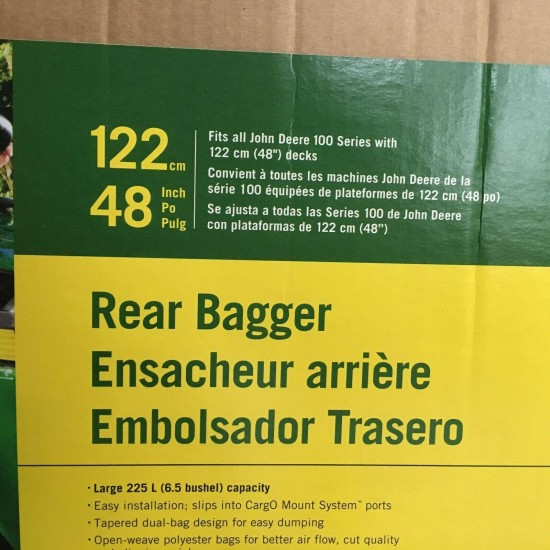 122 cm
48 Inch
Po
Pulg
Fits all John Deere 100 Series with
122 cm (48") decks
Convient à toutes les machines John Deere de la
série 100 équipées de plateformes de 122 cm (48 po)
Se ajusta a todas las Series 100 de John Deere
con plataformas de 122 cm (48”)
Rear Bagger
Ensacheur arrière
Embolsador Trasero
· Large 225 L (6.5 bushel) capacity
· Easy installation; slips into CargO Mount System™ ports
· Tapered dual-bag design for easy dumping
· Open-weave polyester bags for better air flow, cut quality